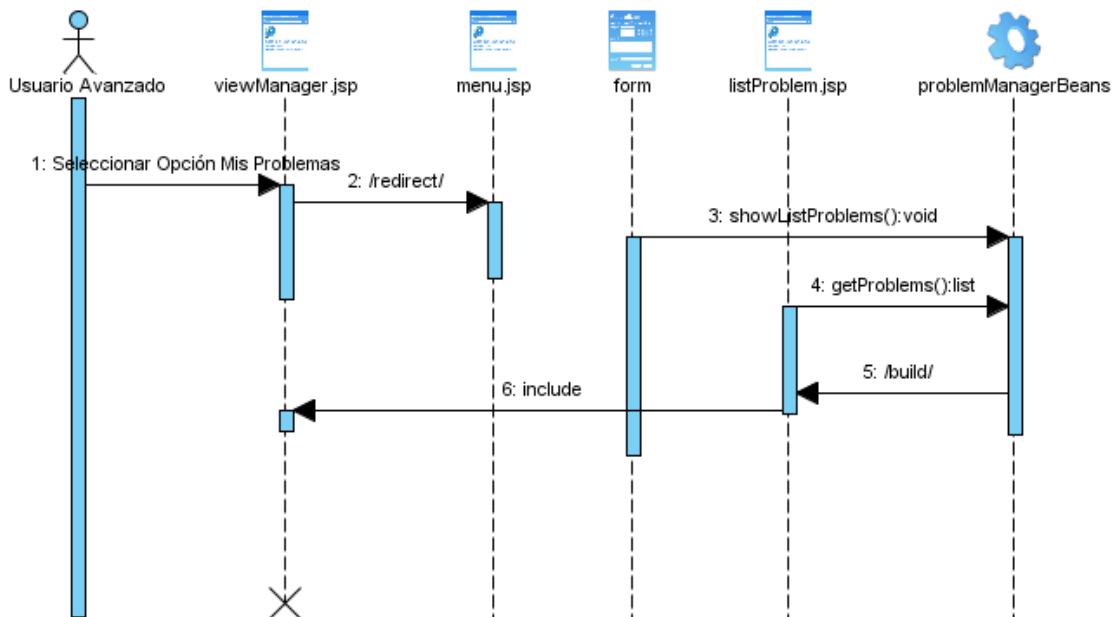 Usuario Avanzado
viewManager.jsp
menu.jsp
form
listProblem.jsp
problemManagerBeans
1: Seleccionar Opción Mis Problemas
2: /redirect/
3: showListProblems():void
4: getProblems():list
5: /build/
6: include